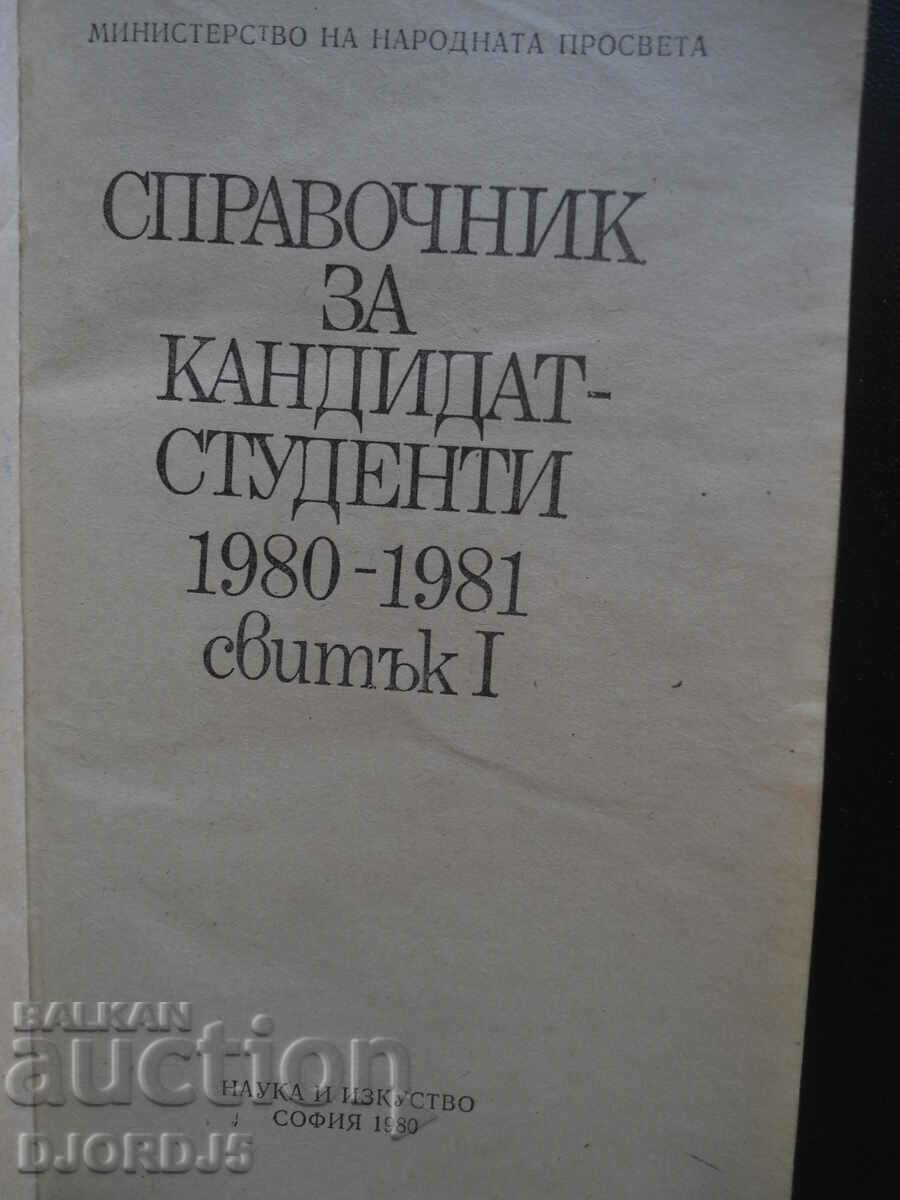 МИНИСТЕРСТВО НА НАРОДНАТА ПРОСВЕТА
СПРАВОЧНИК
ЗА
КАНДИДАТ-
СТУДЕНТИ
1980-1981
свитък I
BALKAN
auction
НАУКА И ИЗКУСТВО
СОФИЯ 1980
DJORDJ5